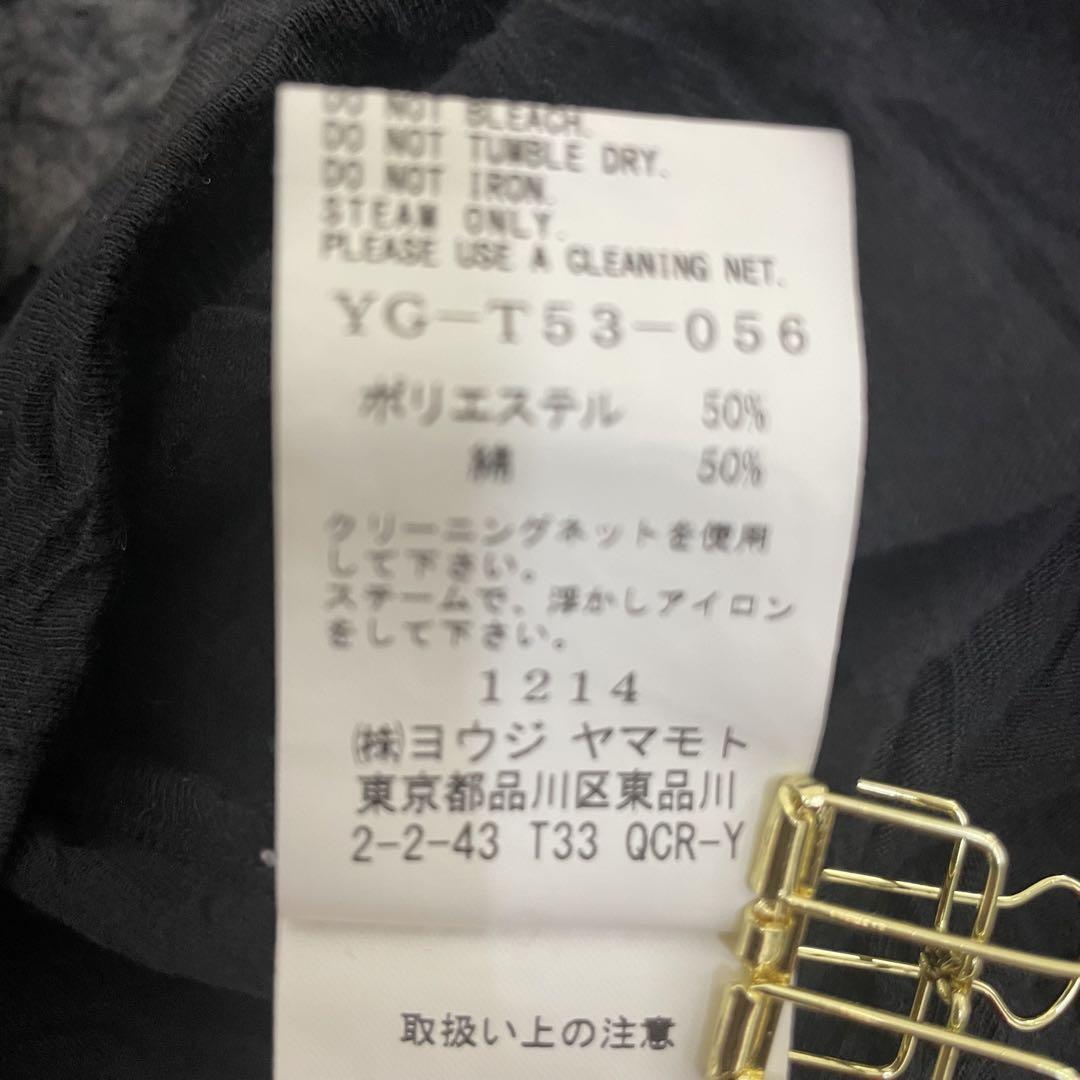 DO NOT BLEACH.
DO NOT TUMBLE DRY.
DO NOT IRON.
STEAM ONLY.
PLEASE USE A CLEANING NET.
YG-T53-056
ポリエステル 50%
綿 50%
クリーニングネットを使用
して下さい。
スチームで、浮かしアイロン
をして下さい。
1214
㈱ヨウジ ヤマモト
東京都品川区東品川
2-2-43 T33 QCR-Y
取扱い上の注意